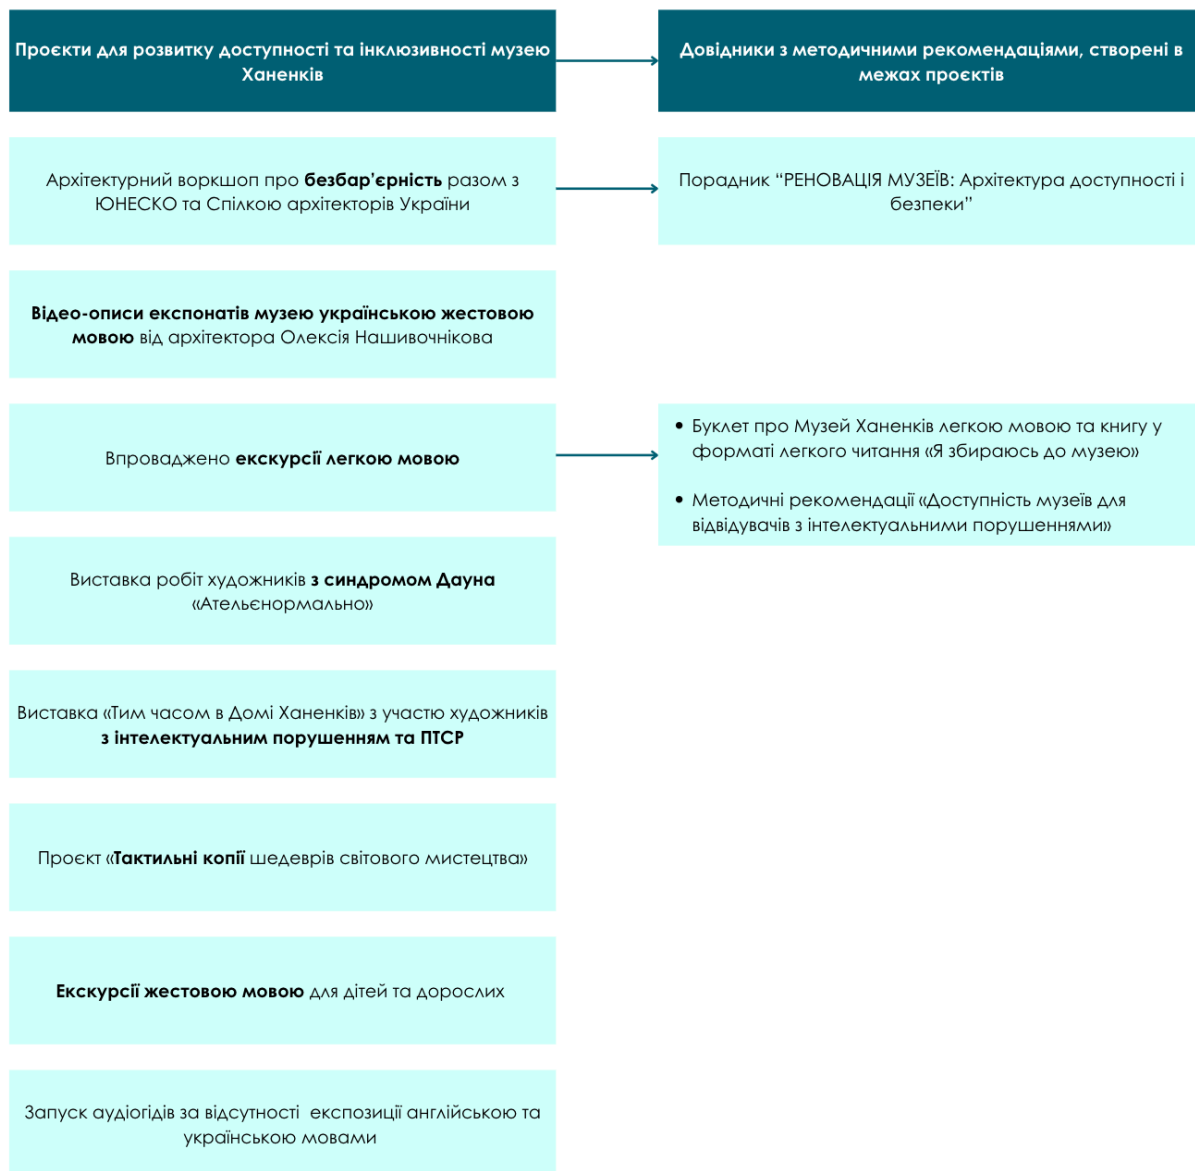 Проєкти для розвитку доступності та інклюзивності музею
Ханенків
Довідники з методичними рекомендаціями, створені в
межах проєктів
Архітектурний воркшоп про безбар’єрність разом з
ЮНЕСКО та Спілкою архітекторів України
Порадник “РЕНОВАЦІЯ МУЗЕЇВ: Архітектура доступності і
безпеки”
Відео-описи експонатів музею українською жестовою
мовою від архітектора Олексія Нашивочнікова
Впроваджено екскурсії легкою мовою
• Буклет про Музей Ханенків легкою мовою та книгу у
форматі легкого читання «Я збираюсь до музею»
• Методичні рекомендації «Доступність музеїв для
відвідувачів з інтелектуальними порушеннями»
Виставка робіт художників з синдромом Дауна
«Ательєнормально»
Виставка «Тим часом в Домі Ханенків» з участю художників
з інтелектуальним порушенням та ПТСР
Проєкт «Тактильні копії шедеврів світового мистецтва»
Екскурсії жестовою мовою для дітей та дорослих
Запуск аудіогідів за відсутності  експозиції англійською та
українською мовами